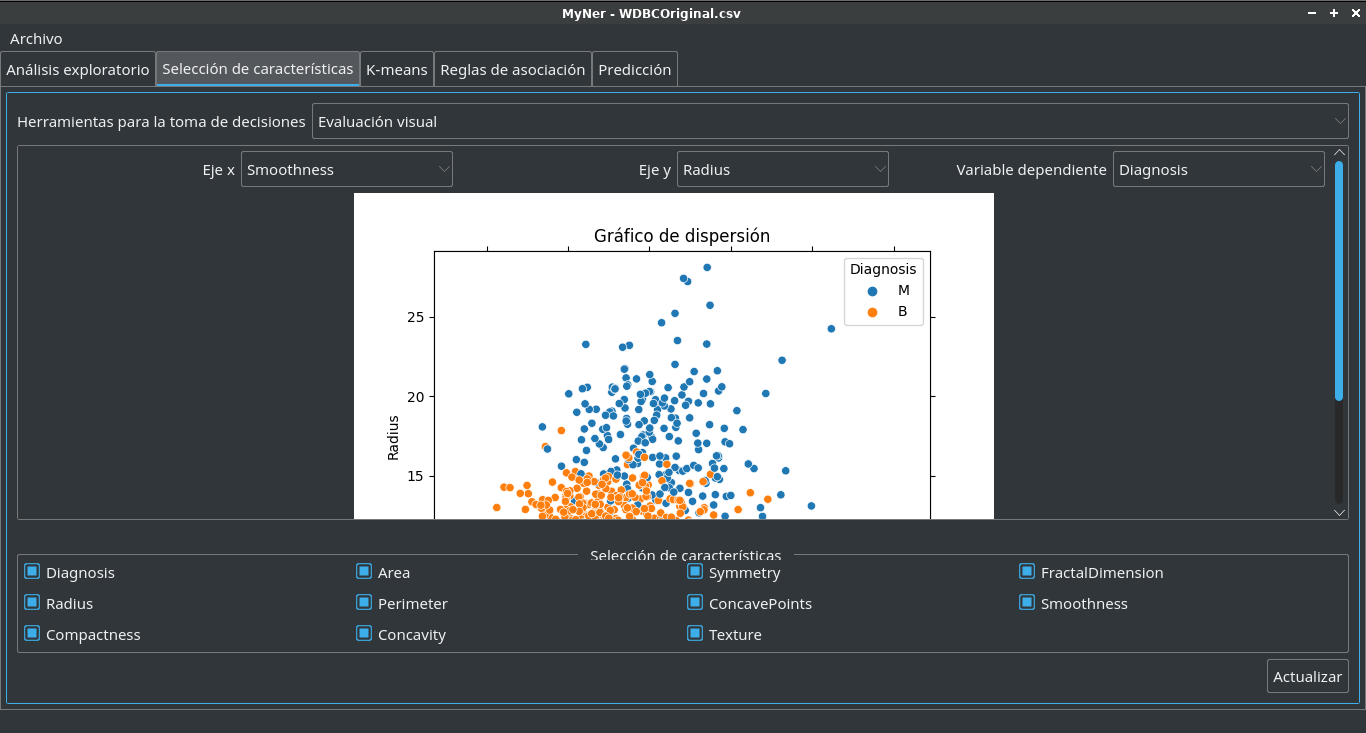 MyNer - WDBCOriginal.csv
Archivo
Análisis exploratorio Selección de características K-means Reglas de asociación Predicción
Herramientas para la toma de decisiones Evaluación visual
Eje x Smoothness Eje y Radius Variable dependiente Diagnosis
Gráfico de dispersión
Diagnosis
M
B
25
20
15
Radius
Selección de características
Diagnosis Area Symmetry FractalDimension
Radius Perimeter ConcavePoints Smoothness
Compactness Concavity Texture
Actualizar